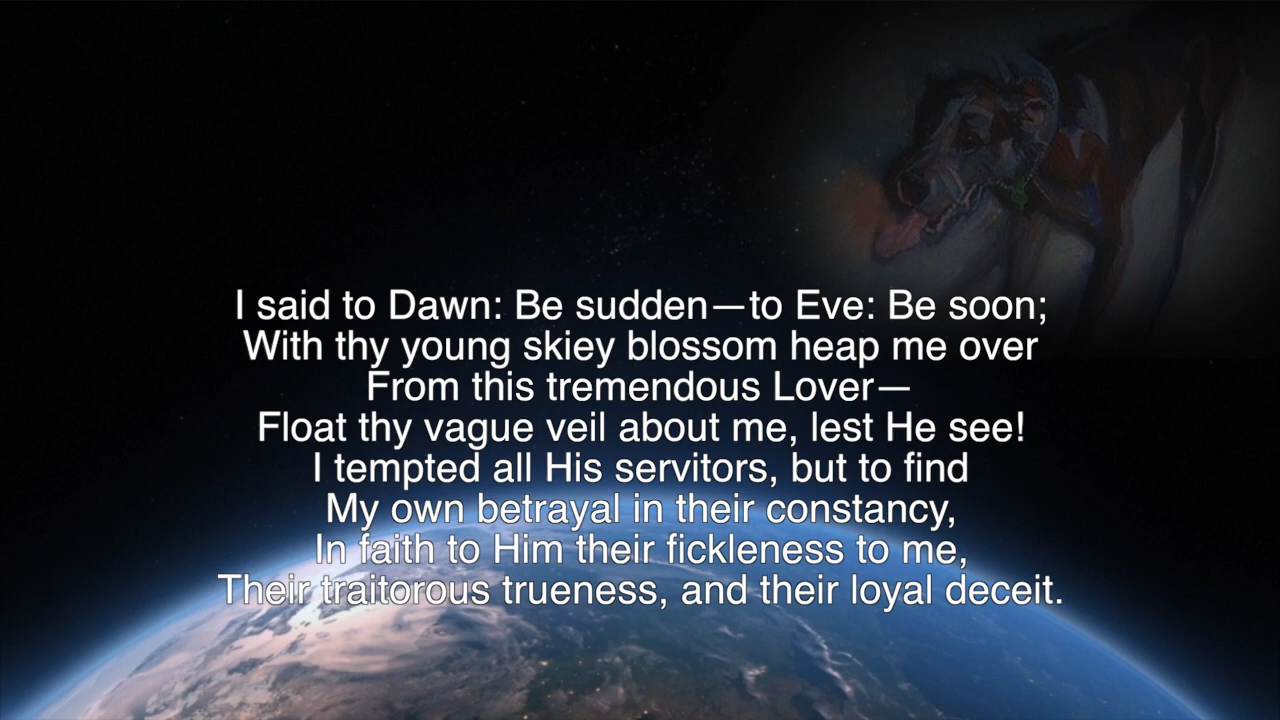 I said to Dawn: Be sudden—to Eve: Be soon;
With thy young skiey blossom heap me over
From this tremendous Lover—
Float thy vague veil about me, lest He see!
I tempted all His servitors, but to find
My own betrayal in their constancy,
In faith to Him their fickleness to me,
Their traitorous trueness, and their loyal deceit.